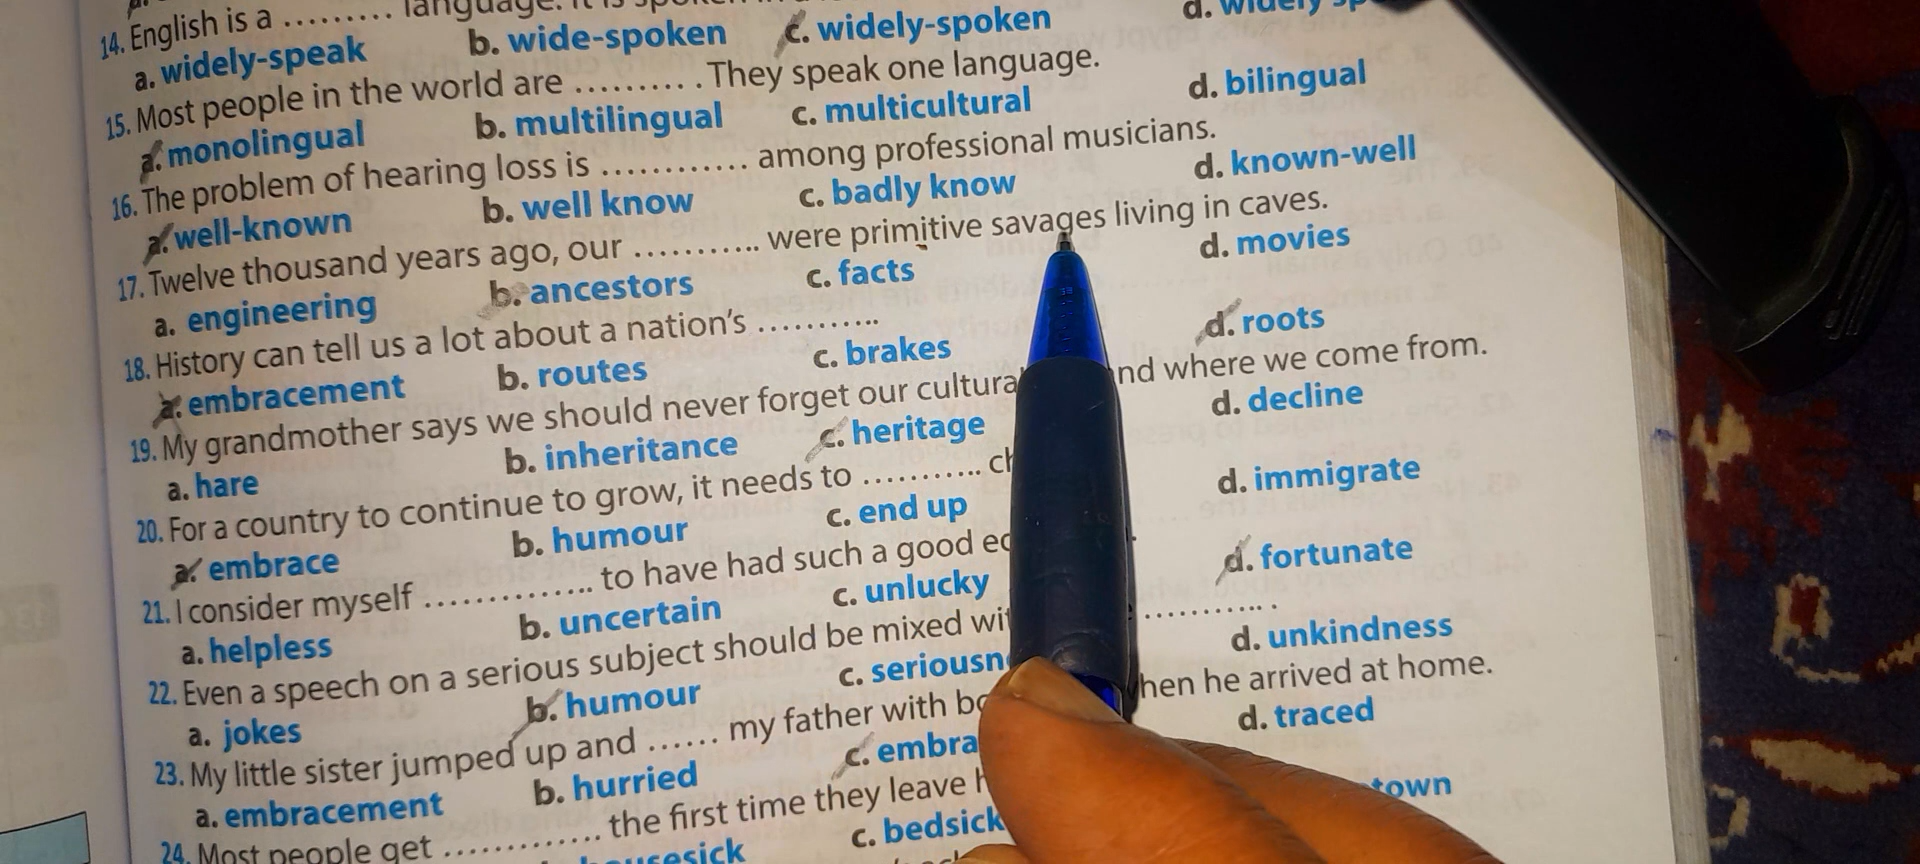 14. English is a ......... language. It is
a. widely-speak b. wide-spoken c. widely-spoken d. widely
15. Most people in the world are .......... They speak one language.
a. monolingual b. multilingual c. multicultural d. bilingual
16. The problem of hearing loss is ............ among professional musicians.
a. well-known b. well know c. badly know d. known-well
17. Twelve thousand years ago, our ........... were primitive savages living in caves.
a. engineering b. ancestors c. facts d. movies
18. History can tell us a lot about a nation's ...........
a. embracement b. routes c. brakes d. roots
19. My grandmother says we should never forget our where we come from.
a. hare b. inheritance c. heritage d. decline
20. For a country to continue to grow, it needs to ..........
a. embrace b. humour c. end up d. immigrate
21. I consider myself .............. to have had such a good
a. helpless b. uncertain c. unlucky d. fortunate
22. Even a speech on a serious subject should be mixed ............
a. jokes b. humour c. d. unkindness
23. My little sister jumped up and ...... my father with he arrived at home.
a. embracement b. hurried c. d. traced
24. Most people get ............. the first time they leave
c. bedsick town